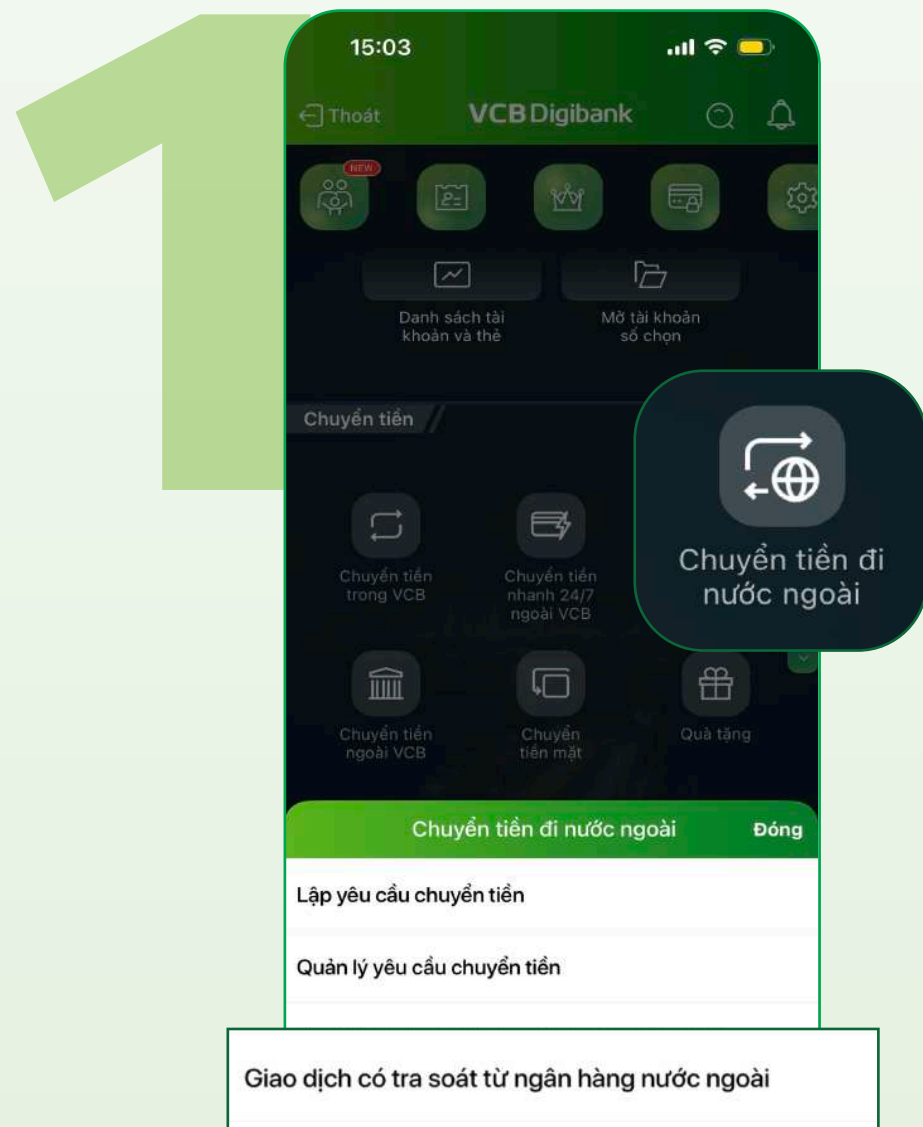 1
15:03
Thoát
VCB Digibank
NEW
Danh sách tài
khoản và thẻ
Mở tài khoản
số chọn
Chuyển tiền
Chuyển tiền
trong VCB
Chuyển tiền
nhanh 24/7
ngoài VCB
Chuyển tiền đi
nước ngoài
Chuyển tiền
ngoài VCB
Chuyển
tiền mặt
Quà tặng
Chuyển tiền đi nước ngoài
Đóng
Lập yêu cầu chuyển tiền
Quản lý yêu cầu chuyển tiền
Giao dịch có tra soát từ ngân hàng nước ngoài